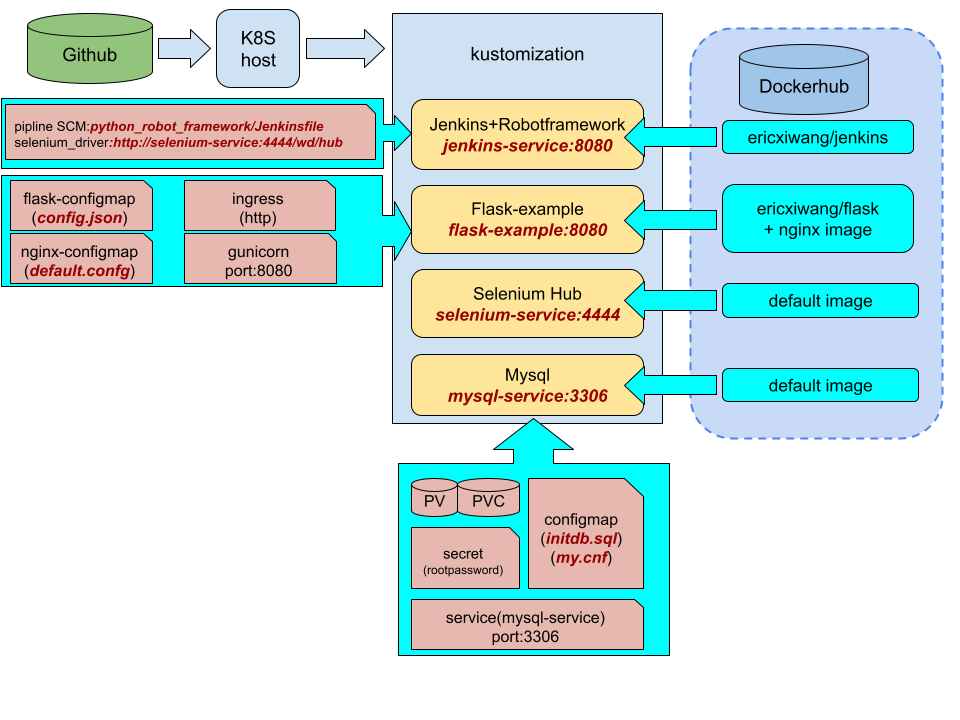 Github
K8S
host
kustomization
Dockerhub
pipline SCM:python_robot_framework/Jenkinsfile
selenium_driver:http://selenium-service:4444/wd/hub
Jenkins+Robotframework
jenkins-service:8080
ericxiwang/jenkins
flask-configmap
(config.json)
ingress
(http)
nginx-configmap
(default.confg)
gunicorn
port:8080
Flask-example
flask-example:8080
ericxiwang/flask
+ nginx image
Selenium Hub
selenium-service:4444
default image
Mysql
mysql-service:3306
default image
PV
PVC
configmap
(initdb.sql)
(my.cnf)
secret
(rootpassword)
service(mysql-service)
port:3306